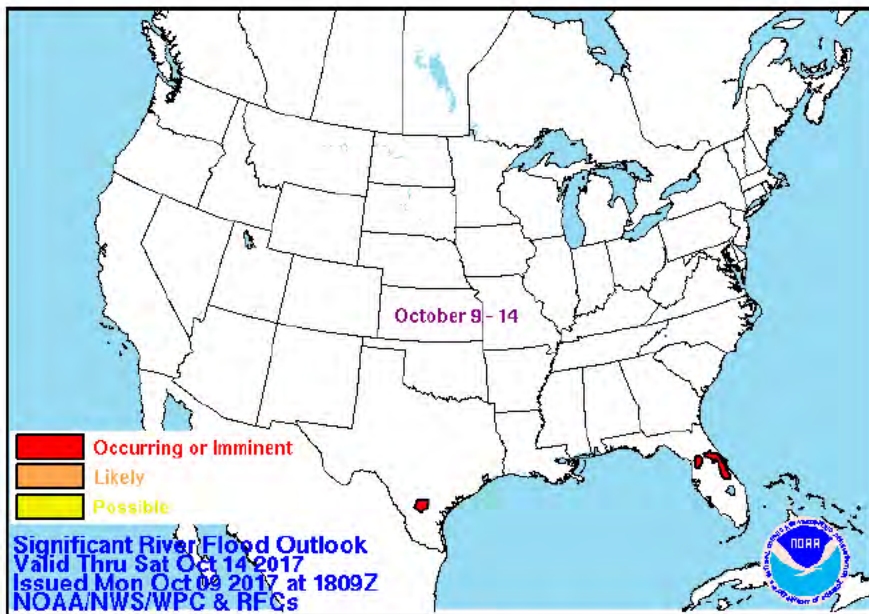 October 9 - 14
Occurring or Imminent
Likely
Possible
Significant River Flood Outlook
Valid Thru Sat Oct 14 2017
Issued Mon Oct 09 2017 at 1809Z
NOAA/NWS/WPC & RFCs
NOAA